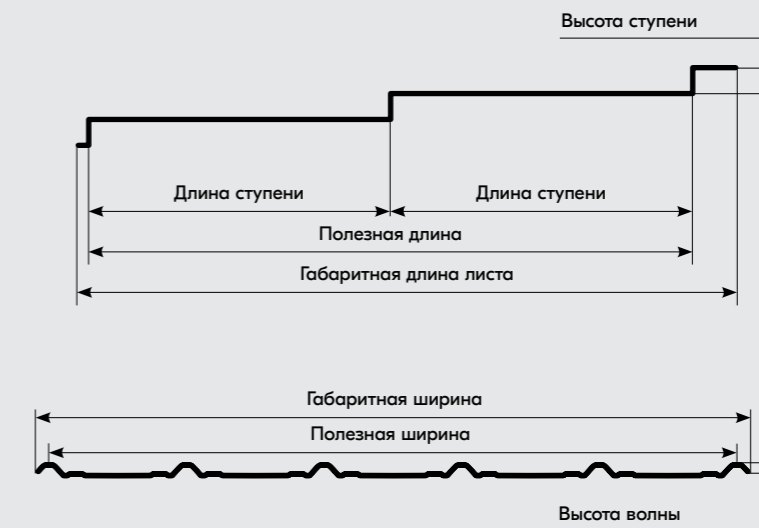 Высота ступени
Длина ступени Длина ступени
Полезная длина
Габаритная длина листа
Габаритная ширина
Полезная ширина
Высота волны